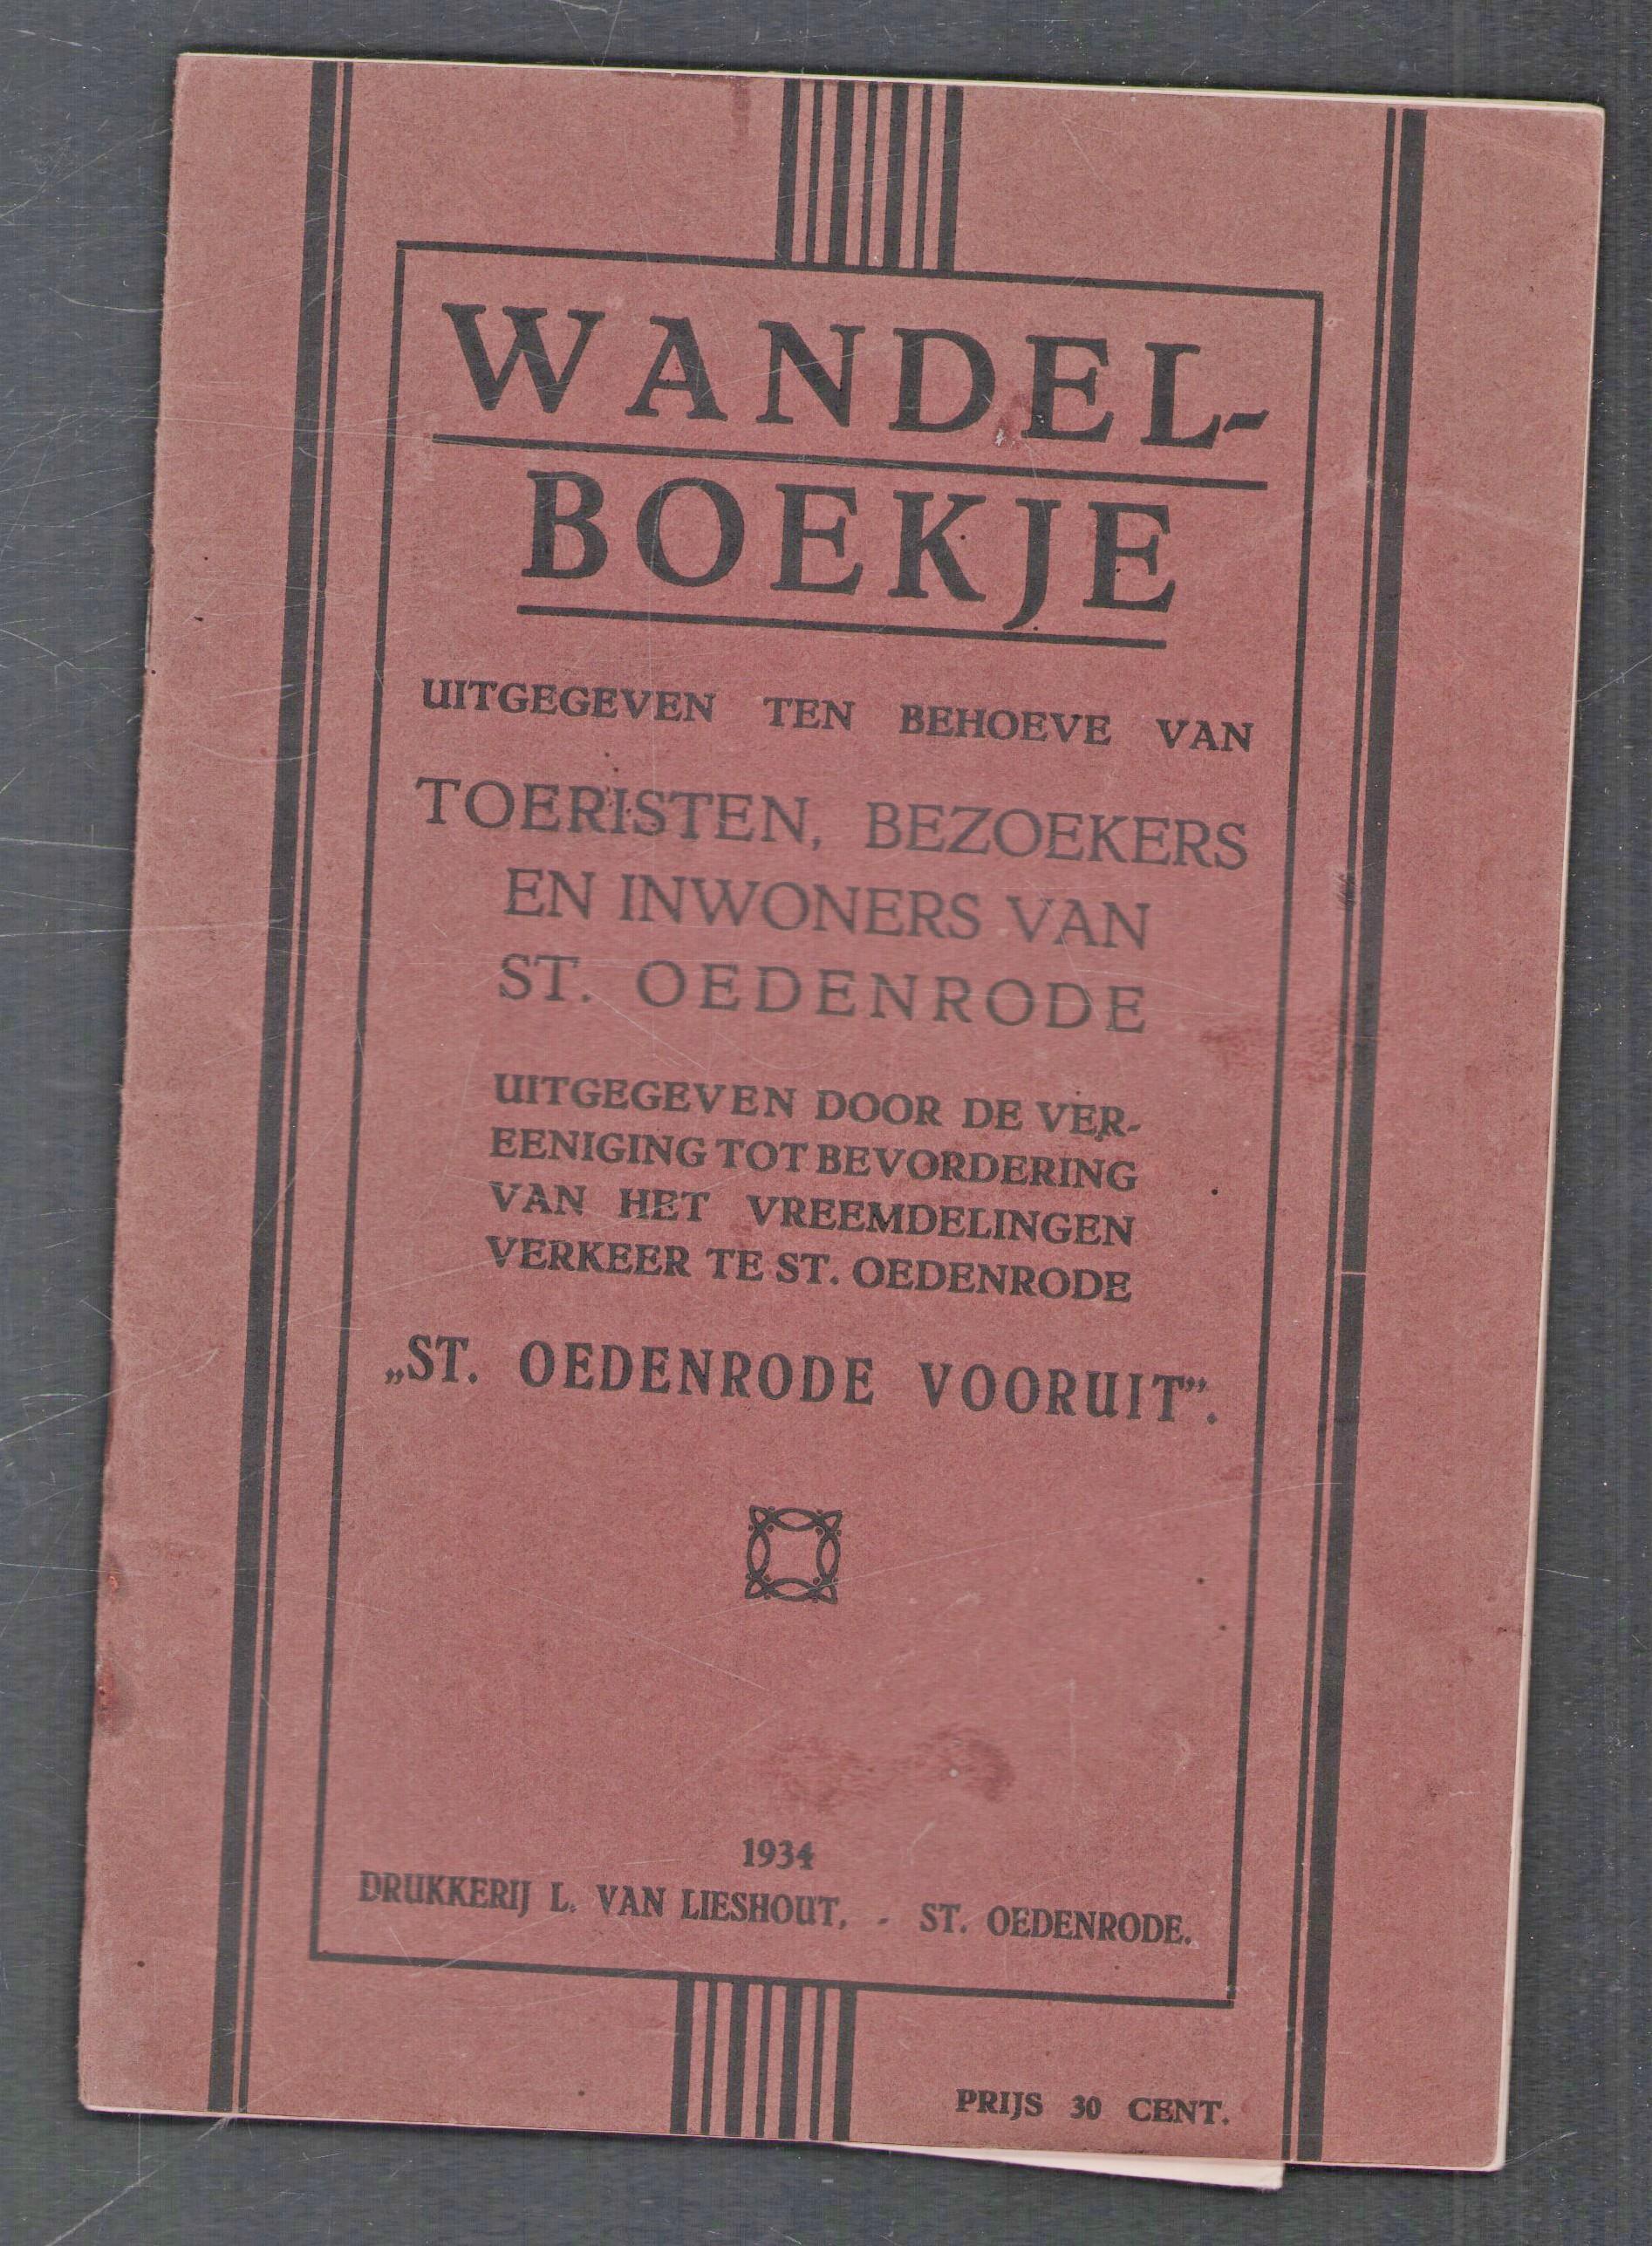 WANDEL-
BOEKJE
UITGEGEVEN TEN BEHOEVE VAN
TOERISTEN, BEZOEKERS
EN INWONERS VAN
ST. OEDENRODE
UITGEGEVEN DOOR DE VER-
EENIGING TOT BEVORDERING
VAN HET VREEMDELINGEN
VERKEER TE ST. OEDENRODE
„ST. OEDENRODE VOORUIT”.
1934
DRUKKERIJ L. VAN LIESHOUT, - ST. OEDENRODE.
PRIJS 30 CENT.